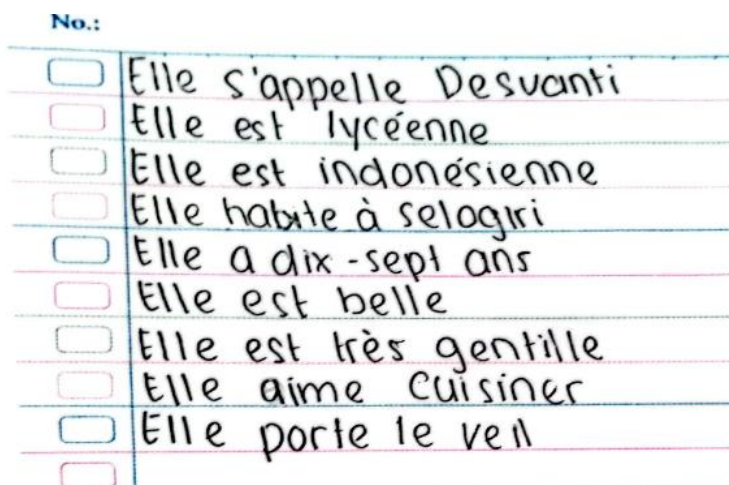 No.:
Elle s'appelle Desvanti
Elle est lycéenne
Elle est indonésienne
Elle habite à selogiri
Elle a dix-sept ans
Elle est belle
Elle est très gentille
Elle aime cuisiner
Elle porte le veil